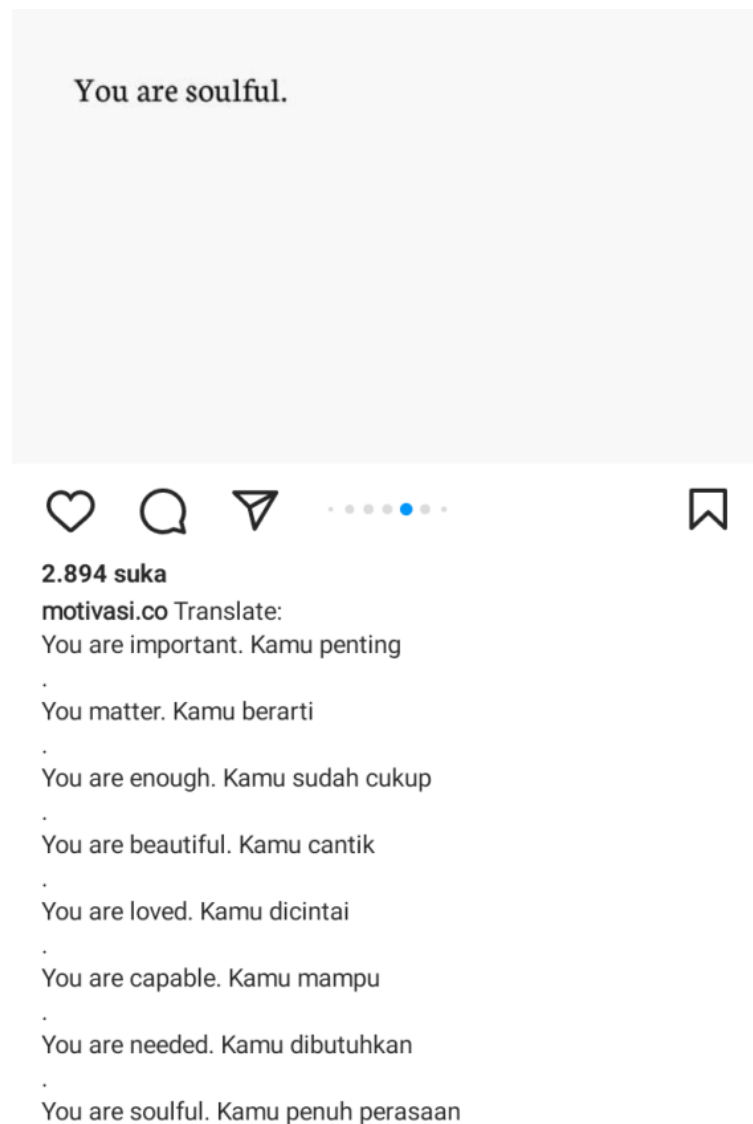 You are soulful.
2.894 suka
motivasi.co Translate:
You are important. Kamu penting
.
You matter. Kamu berarti
.
You are enough. Kamu sudah cukup
.
You are beautiful. Kamu cantik
.
You are loved. Kamu dicintai
.
You are capable. Kamu mampu
.
You are needed. Kamu dibutuhkan
.
You are soulful. Kamu penuh perasaan